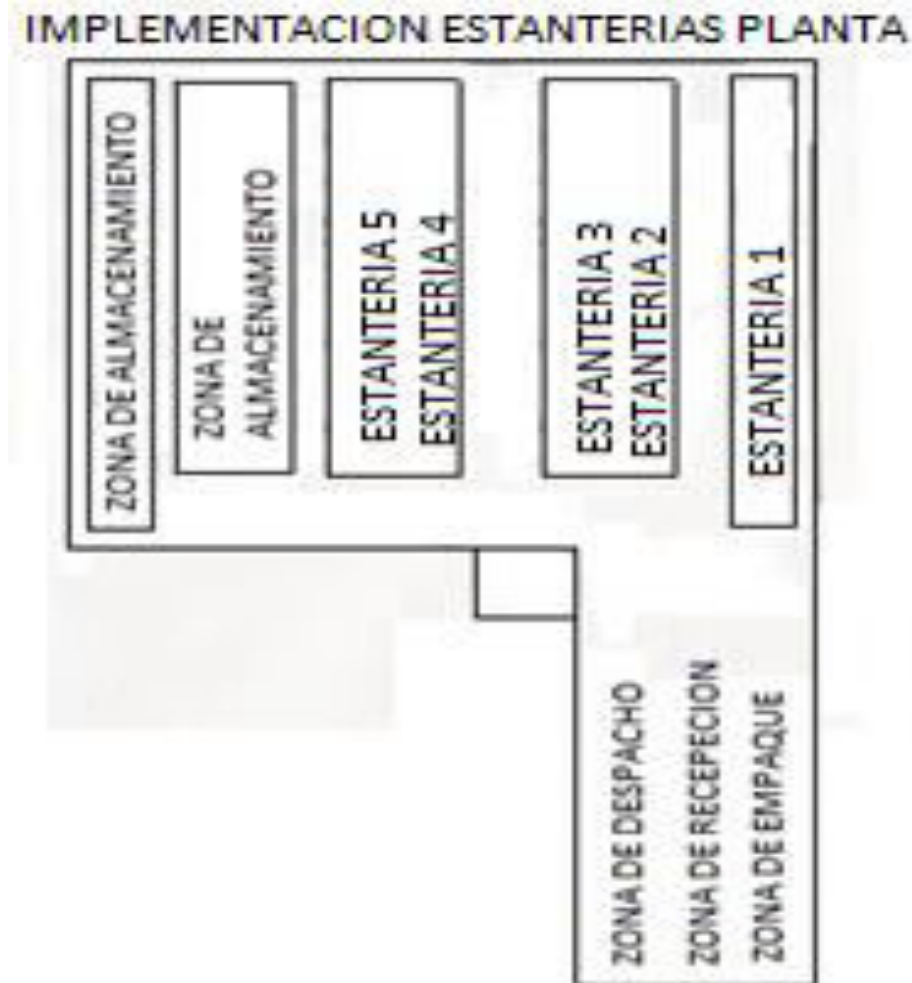 IMPLEMENTACION ESTANTERIAS PLANTA
ZONA DE ALMACENAMIENTO
ZONA DE
ALMACENAMIENTO
ESTANTERIA 5
ESTANTERIA 4
ESTANTERIA 3
ESTANTERIA 2
ESTANTERIA 1
ZONA DE DESPACHO
ZONA DE RECEPECION
ZONA DE EMPAQUE